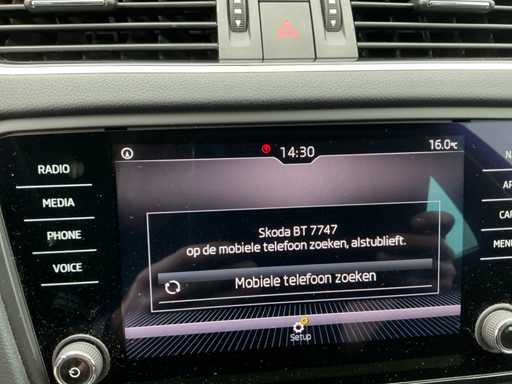 14:30
16.0°C
RADIO
MEDIA
PHONE
VOICE
Skoda BT 7747
op de mobiele telefoon zoeken, alstublieft.
Mobiele telefoon zoeken
Setup
MENU